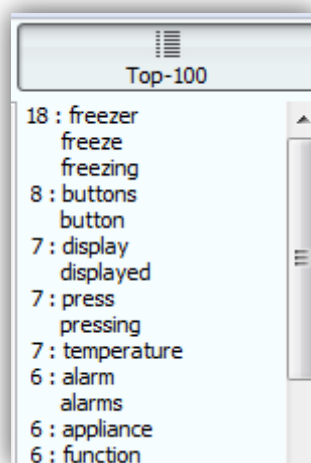 Top-100
18 : freezer
freeze
freezing
8 : buttons
button
7 : display
displayed
7 : press
pressing
7 : temperature
6 : alarm
alarms
6 : appliance
6 : function